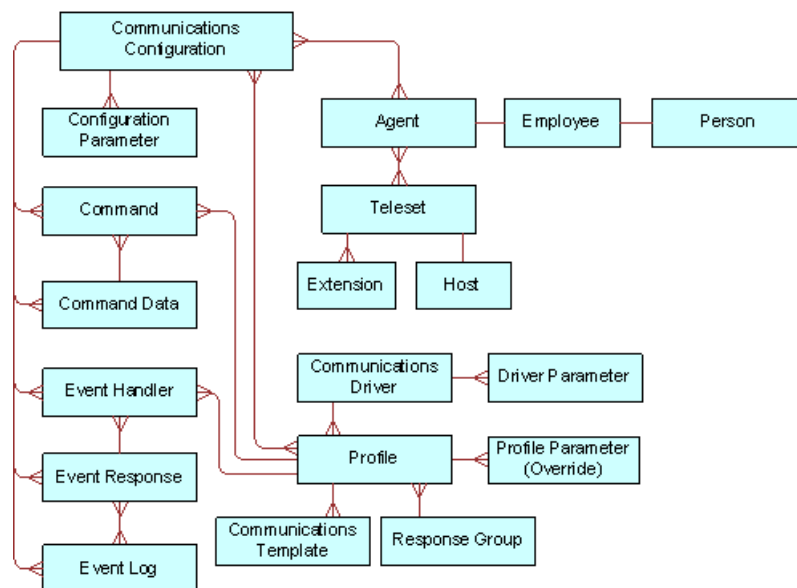 Communications
Configuration
Configuration
Parameter
Agent
Employee
Person
Command
Teleset
Command Data
Extension
Host
Event Handler
Communications
Driver
Driver Parameter
Event Response
Profile
Profile Parameter
(Override)
Event Log
Communications
Template
Response Group